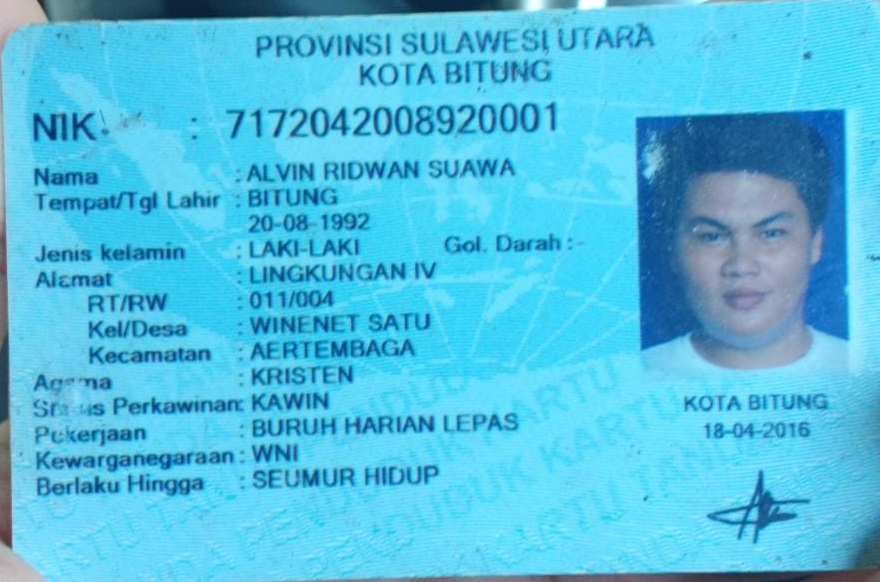 PROVINSI SULAWESI UTARA
KOTA BITUNG
NIK : 7172042008920001
Nama : ALVIN RIDWAN SUAWA
Tempat/Tgl Lahir : BITUNG
20-08-1992
Jenis kelamin : LAKI-LAKI Gol. Darah :-
Alamat : LINGKUNGAN IV
RT/RW : 011/004
Kel/Desa : WINENET SATU
Kecamatan : AERTEMBAGA
Agama : KRISTEN
Status Perkawinan: KAWIN
Pekerjaan : BURUH HARIAN LEPAS
Kewarganegaraan : WNI
Berlaku Hingga : SEUMUR HIDUP
KOTA BITUNG
18-04-2016